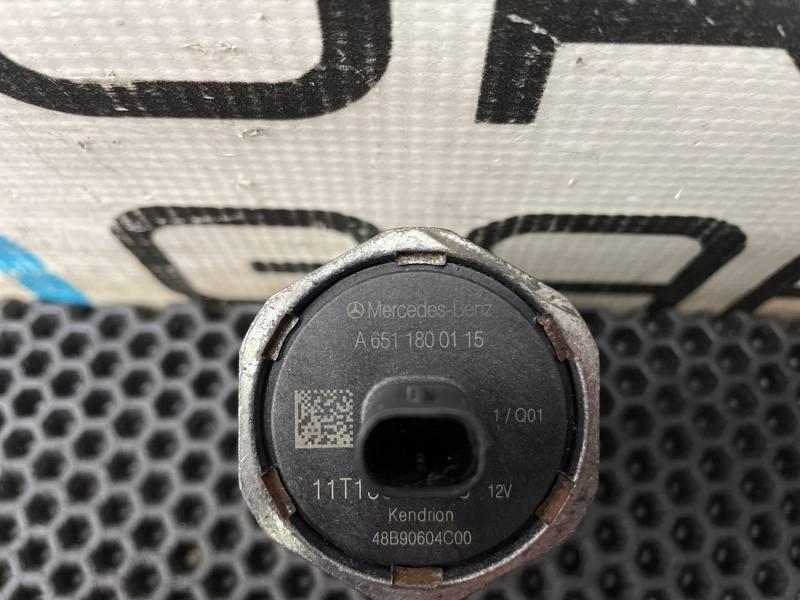 Mercedes-Benz
A 651 180 01 15
1 / Q01
12V
Kendrion
48B90604C00